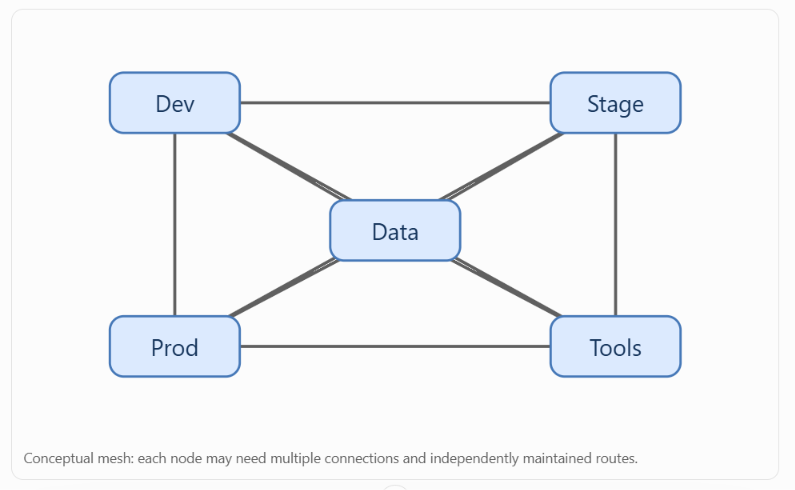 Dev
Stage
Data
Prod
Tools
Conceptual mesh: each node may need multiple connections and independently maintained routes.